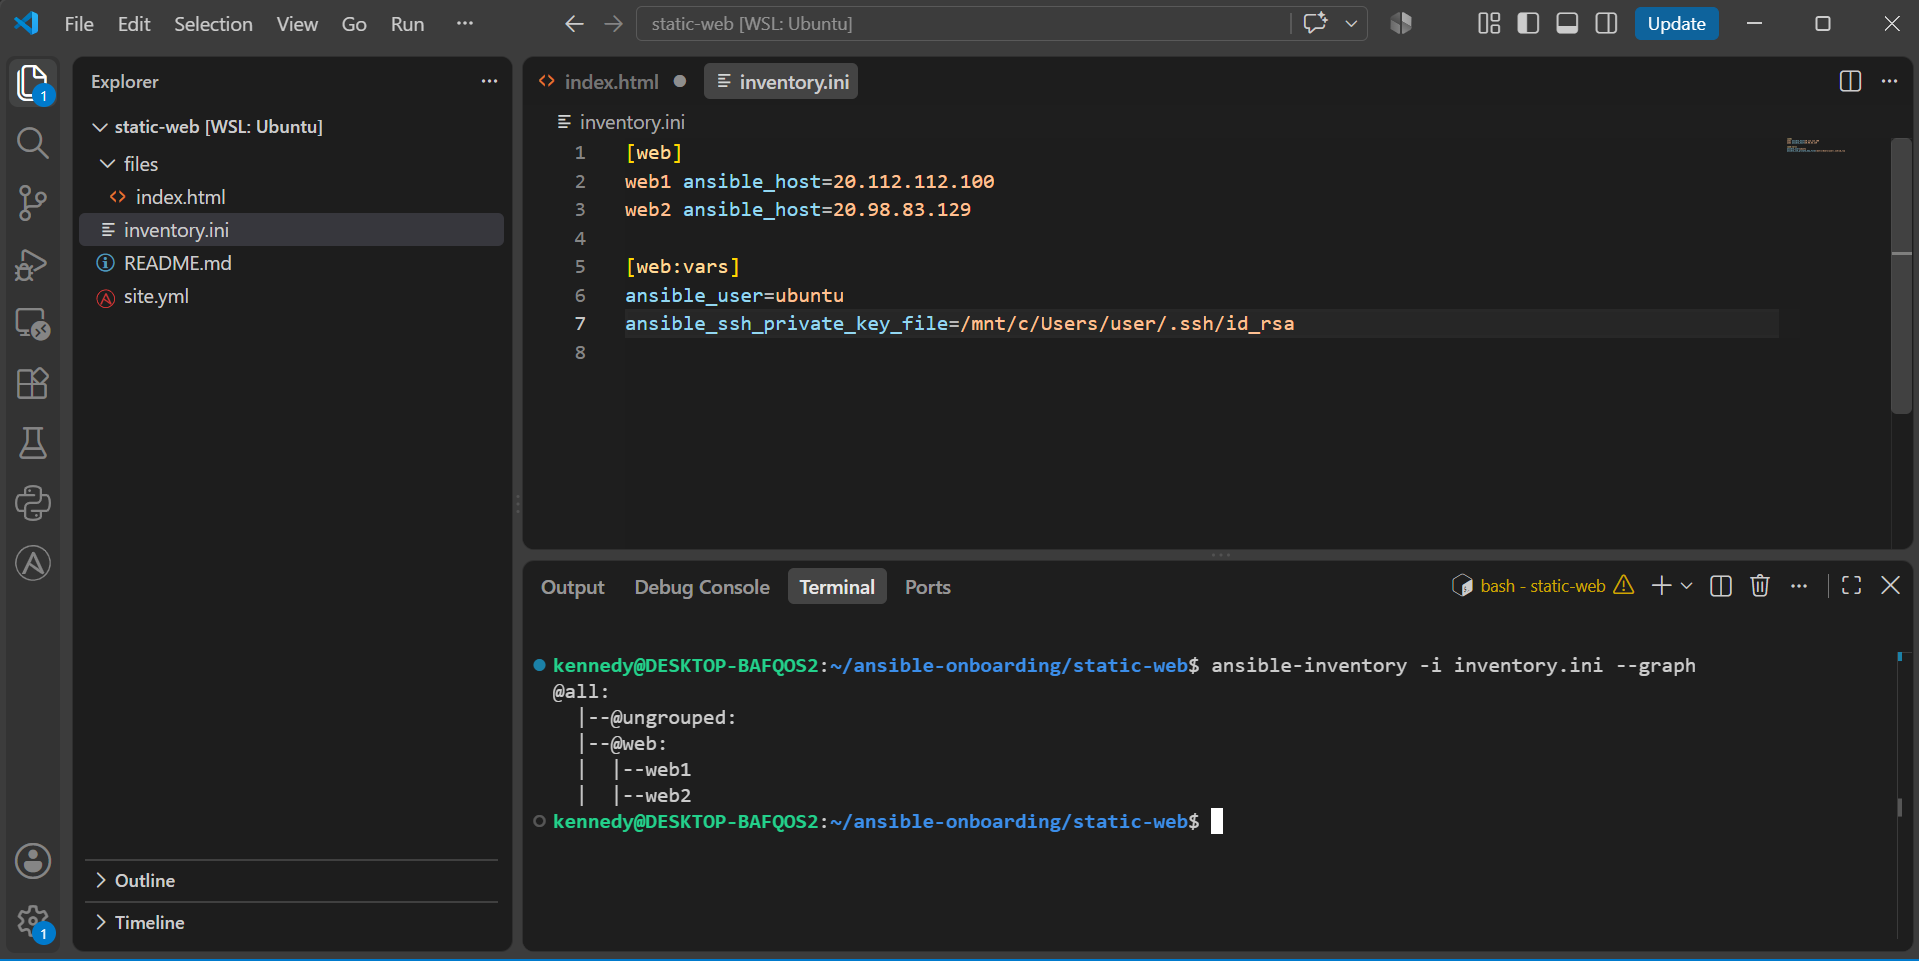 File Edit Selection View Go Run ···
static-web [WSL: Ubuntu]
Update
Explorer
static-web [WSL: Ubuntu]
files
index.html
inventory.ini
README.md
site.yml
Outline
Timeline
1
1
index.html
inventory.ini
inventory.ini
1 [web]
2 web1 ansible_host=20.112.112.100
3 web2 ansible_host=20.98.83.129
4
5 [web:vars]
6 ansible_user=ubuntu
7 ansible_ssh_private_key_file=/mnt/c/Users/user/.ssh/id_rsa
8
Output Debug Console Terminal Ports
bash - static-web
kennedy@DESKTOP-BAFQOS2:~/ansible-onboarding/static-web$ ansible-inventory -i inventory.ini --graph
@all:
  |--@ungrouped:
  |--@web:
  |  |--web1
  |  |--web2
kennedy@DESKTOP-BAFQOS2:~/ansible-onboarding/static-web$